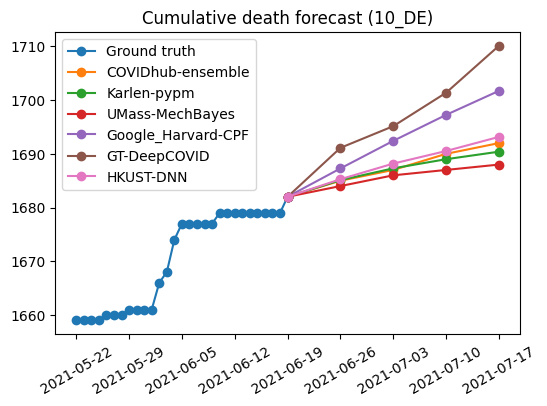 Cumulative death forecast (10_DE)
Ground truth
COVIDhub-ensemble
Karlen-pypm
UMass-MechBayes
Google_Harvard-CPF
GT-DeepCOVID
HKUST-DNN
1710
1700
1690
1680
1670
1660
2021-05-22
2021-05-29
2021-06-05
2021-06-12
2021-06-19
2021-06-26
2021-07-03
2021-07-10
2021-07-17